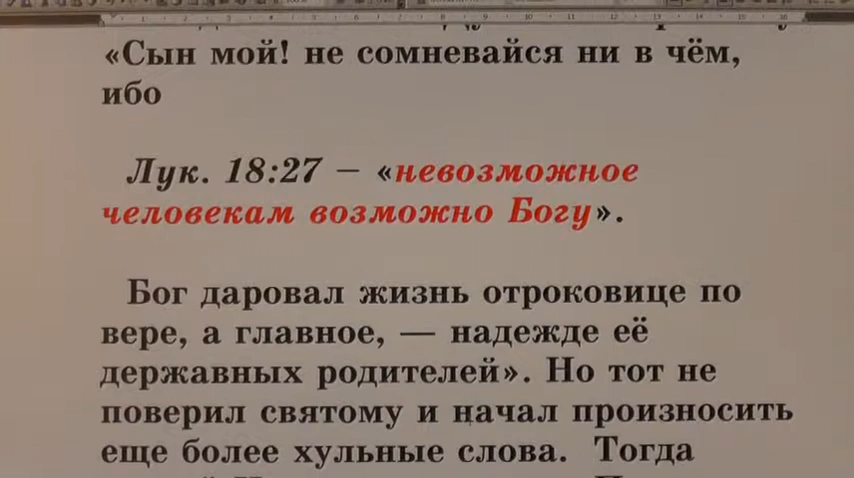 «Сын мой! не сомневайся ни в чём,
ибо
Лук. 18:27 – «невозможное
человекам возможно Богу».
Бог даровал жизнь отроковице по
вере, а главное, — надежде её
державных родителей». Но тот не
поверил святому и начал произносить
еще более хульные слова. Тогда